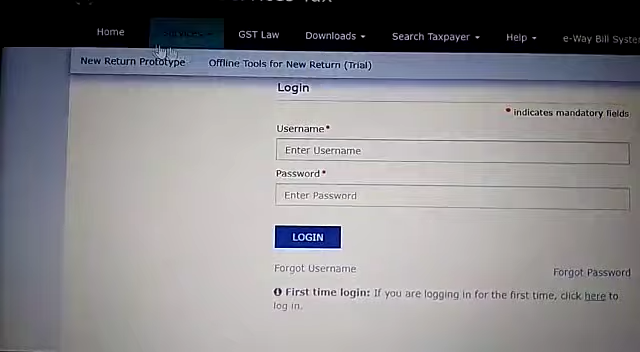 Tax
Home Services GST Law Downloads Search Taxpayer Help e-Way Bill System
New Return Prototype Offline Tools for New Return (Trial)
Login
• indicates mandatory fields
Username•
Enter Username
Password•
Enter Password
LOGIN
Forgot Username Forgot Password
First time login: If you are logging in for the first time, click here to
log in.